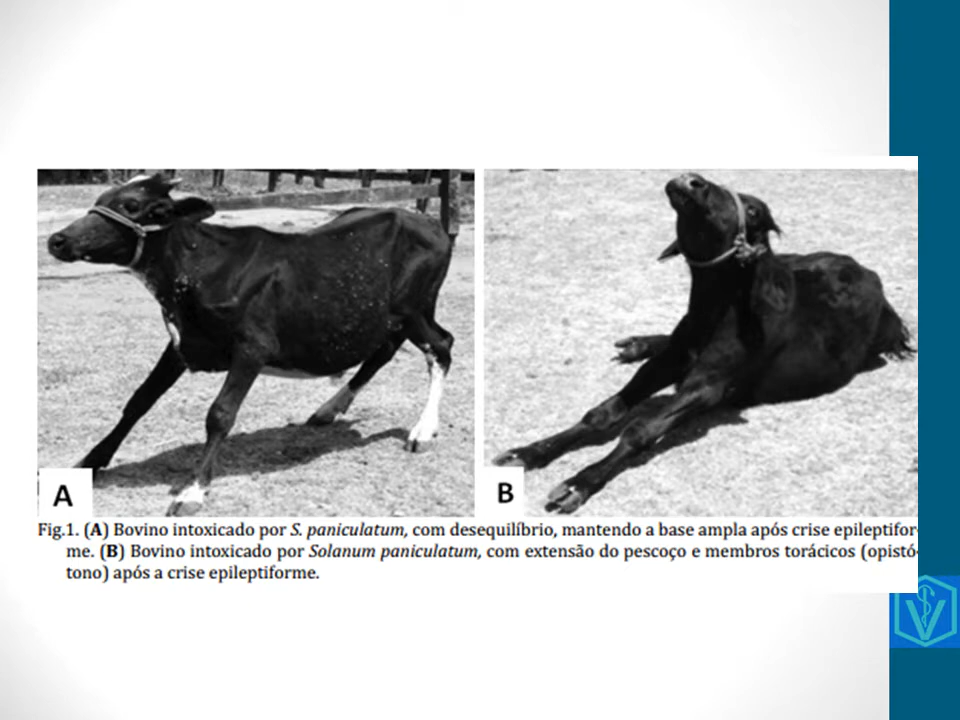 A
B
Fig.1. (A) Bovino intoxicado por S. paniculatum, com desequilíbrio, mantendo a base ampla após crise epileptifor-
me. (B) Bovino intoxicado por Solanum paniculatum, com extensão do pescoço e membros torácicos (opistó-
tono) após a crise epileptiforme.
V